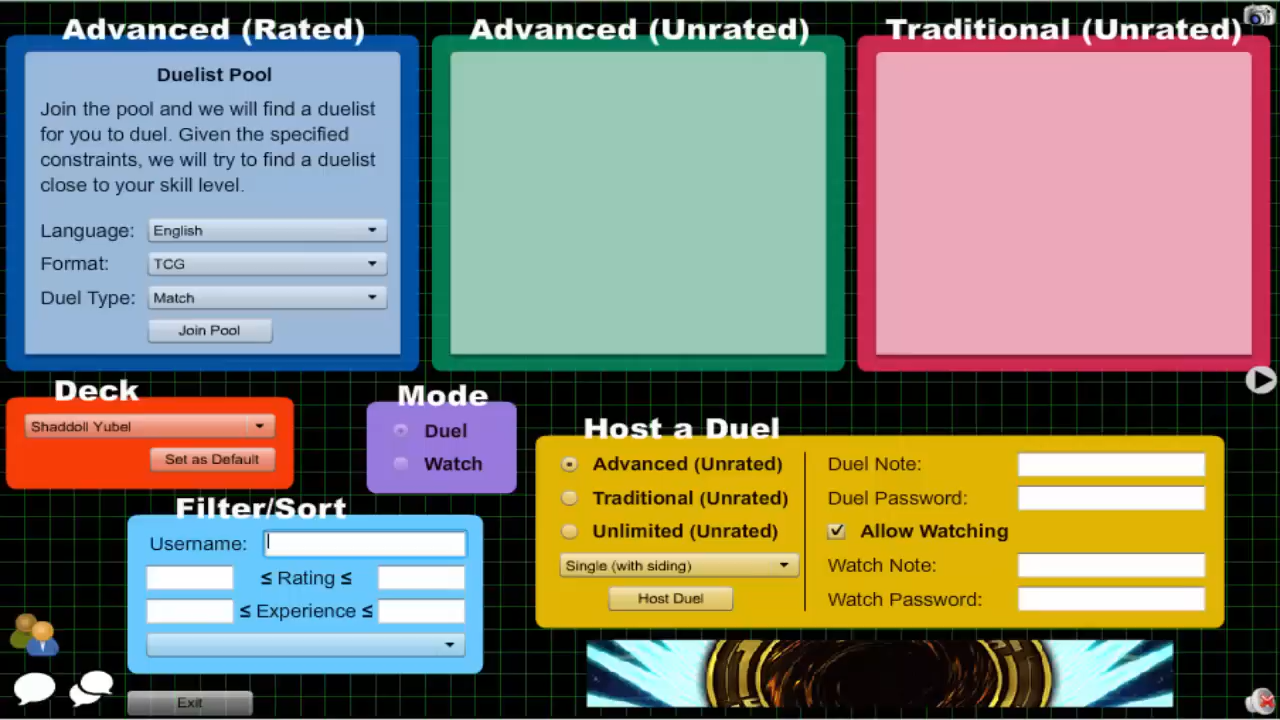 Advanced (Rated)
Duelist Pool
Join the pool and we will find a duelist
for you to duel. Given the specified
constraints, we will try to find a duelist
close to your skill level.
Language: English
Format: TCG
Duel Type: Match
Join Pool
Advanced (Unrated)
Traditional (Unrated)
Deck
Shaddoll Yubel
Set as Default
Mode
Duel
Watch
Filter/Sort
Username:
≤ Rating ≤
≤ Experience ≤
Exit
Host a Duel
Advanced (Unrated)
Traditional (Unrated)
Unlimited (Unrated)
Single (with siding)
Host Duel
Duel Note:
Duel Password:
Allow Watching
Watch Note:
Watch Password: